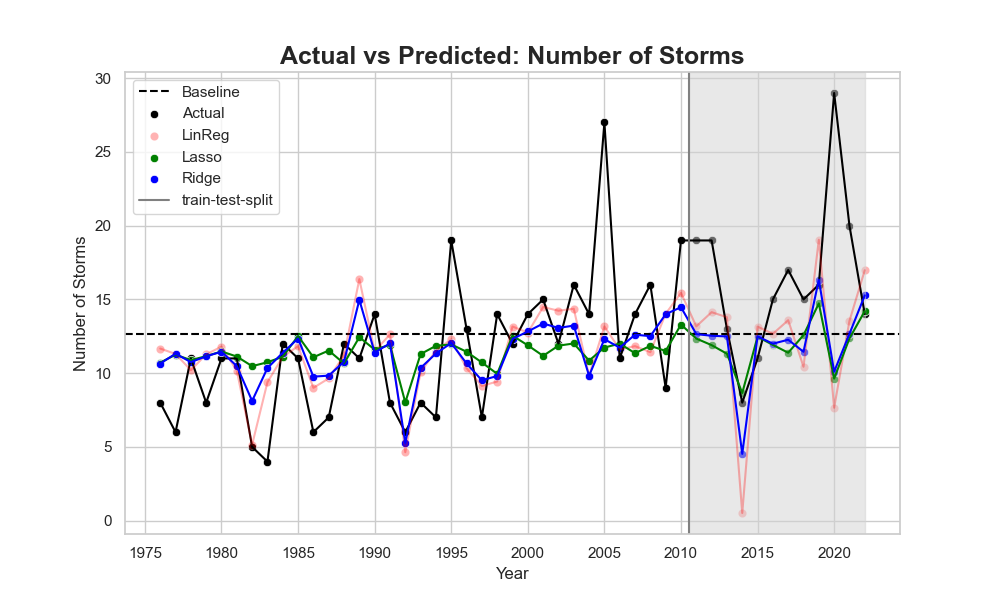 Actual vs Predicted: Number of Storms
30
25
20
15
10
5
0
Number of Storms
Baseline
Actual
LinReg
Lasso
Ridge
train-test-split
1975 1980 1985 1990 1995 2000 2005 2010 2015 2020
Year